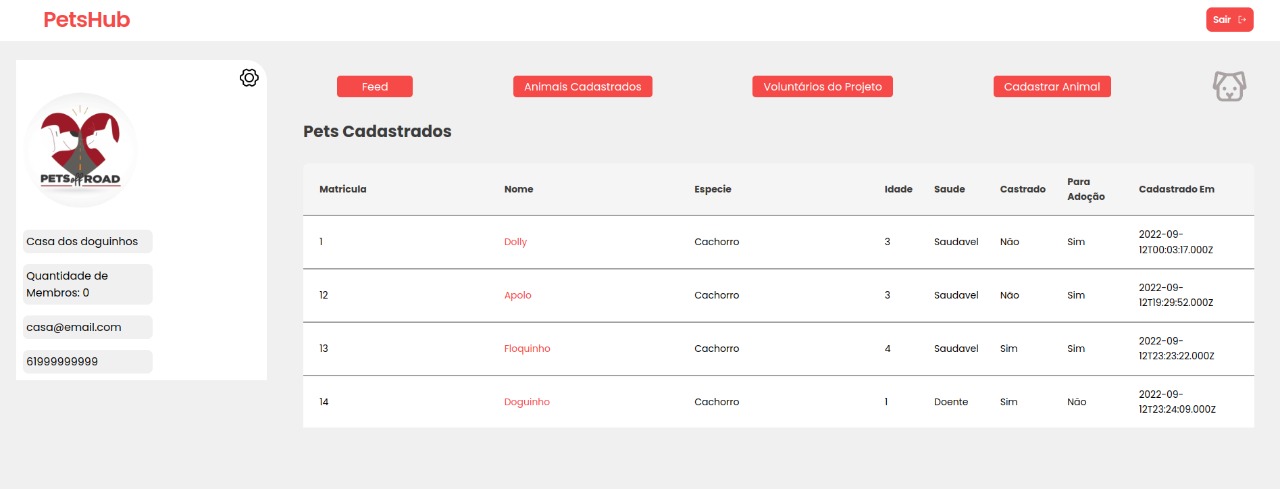 PetsHub
Sair
Feed
Animais Cadastrados
Voluntários do Projeto
Cadastrar Animal
PETS OFF ROAD
Casa dos doguinhos
Quantidade de
Membros: 0
casa@email.com
61999999999
Pets Cadastrados
Matricula Nome Especie Idade Saude Castrado Para Adoção Cadastrado Em
1 Dolly Cachorro 3 Saudavel Não Sim 2022-09-
12T00:03:17.000Z
12 Apolo Cachorro 3 Saudavel Não Sim 2022-09-
12T19:29:52.000Z
13 Floquinho Cachorro 4 Saudavel Sim Sim 2022-09-
12T23:23:22.000Z
14 Doguinho Cachorro 1 Doente Sim Não 2022-09-
12T23:24:09.000Z